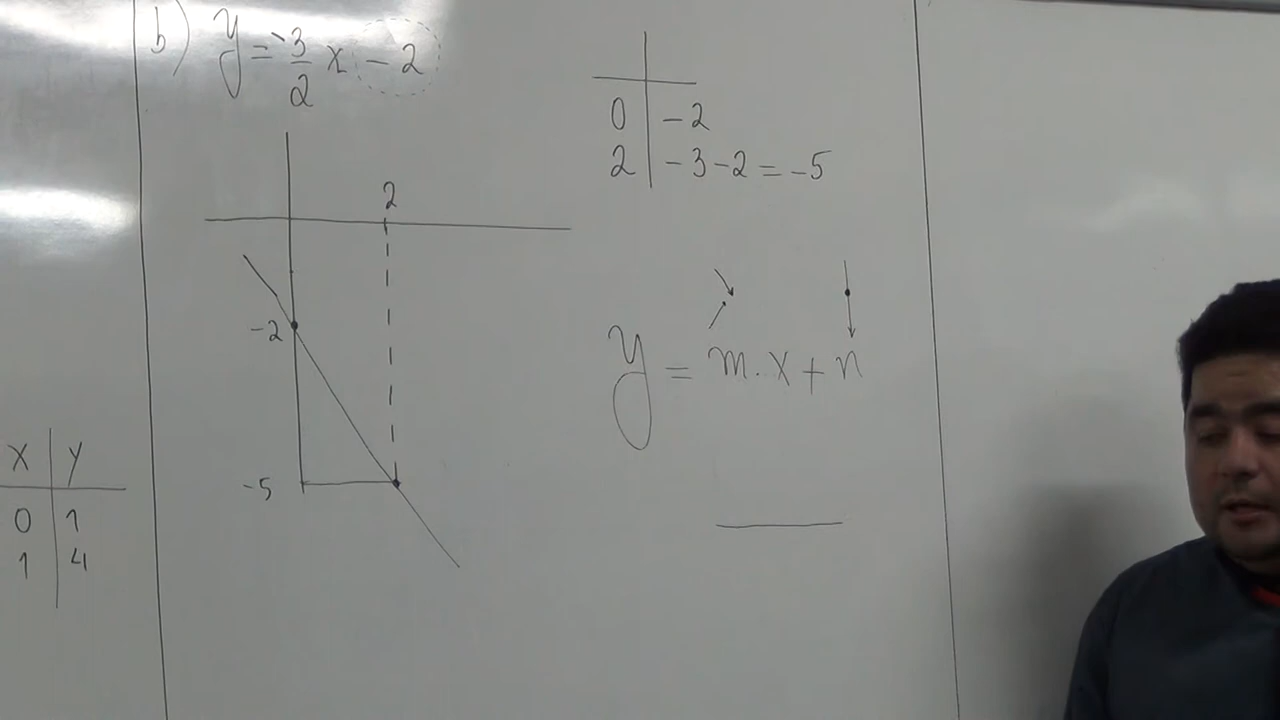 b) y = -3/2 x - 2
0 | -2
2 | -3-2=-5
2
-2
-5
y = m.x+n
x | y
0 | 1
1 | 4